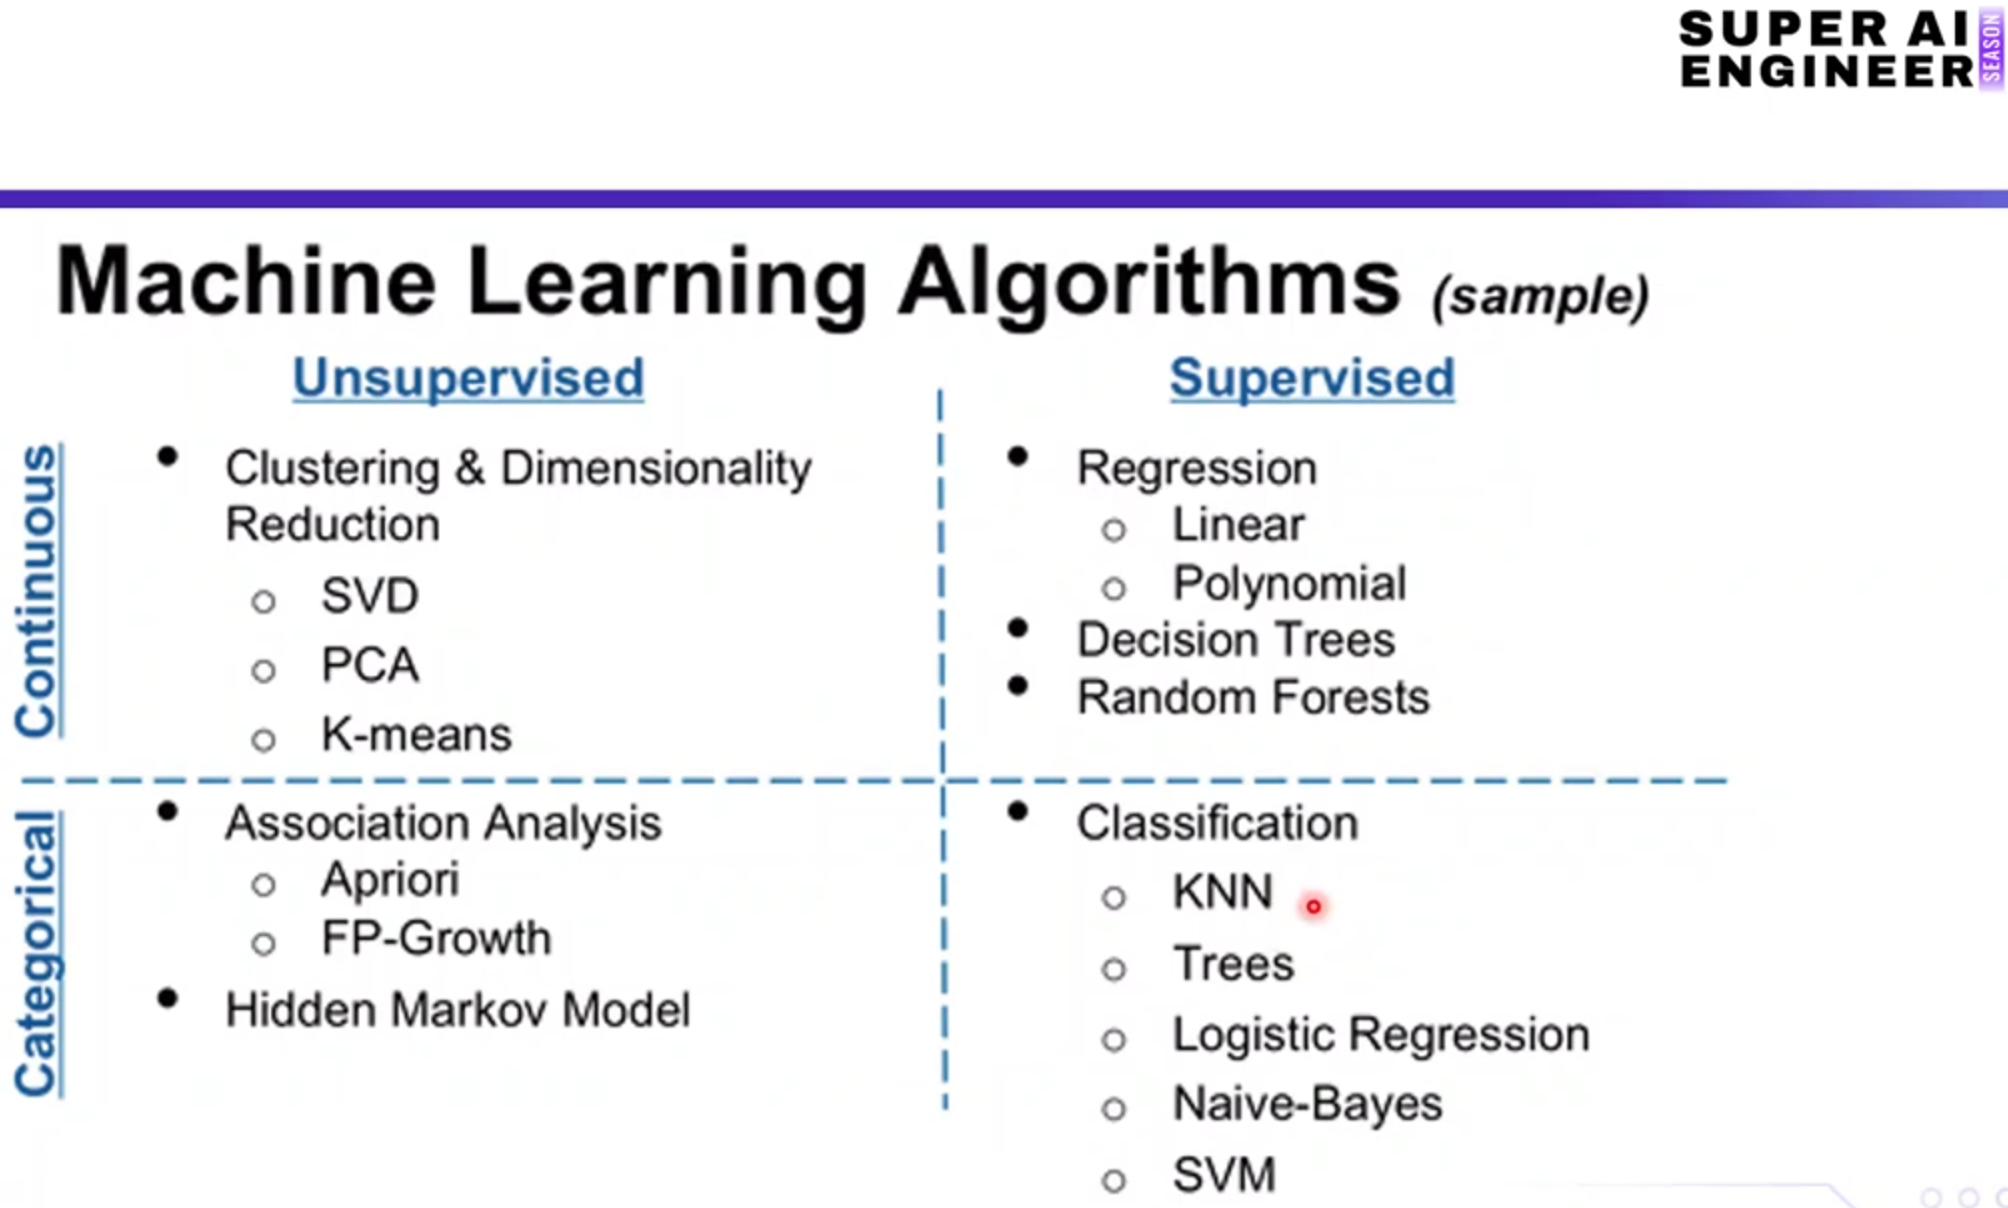 SUPER AI
ENGINEER
SEASON
Machine Learning Algorithms (sample)
Unsupervised
Supervised
Continuous
Clustering & Dimensionality
Reduction
SVD
PCA
K-means
Regression
Linear
Polynomial
Decision Trees
Random Forests
Categorical
Association Analysis
Apriori
FP-Growth
Hidden Markov Model
Classification
KNN
Trees
Logistic Regression
Naive-Bayes
SVM